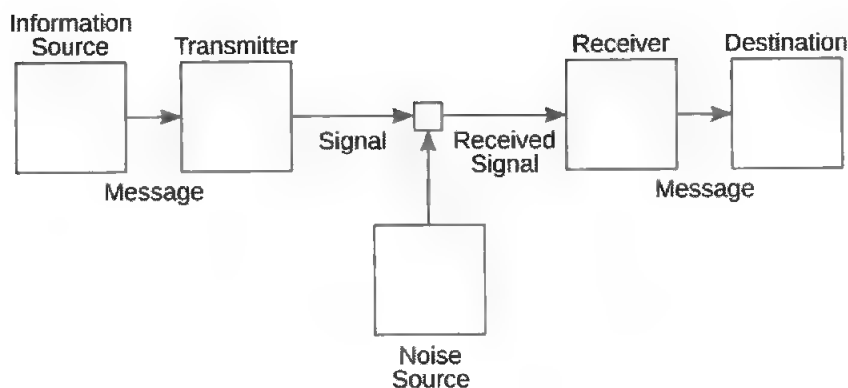 Information
Source
Transmitter
Receiver
Destination
Signal
Received
Signal
Message
Message
Noise
Source